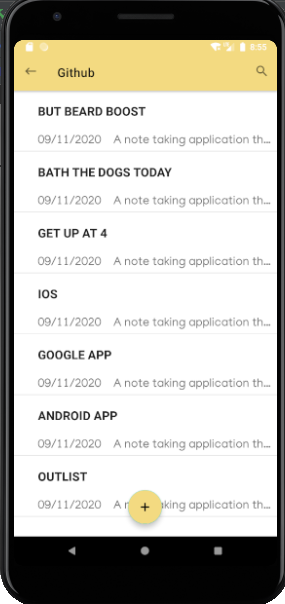 8:55
Github
BUT BEARD BOOST
09/11/2020 A note taking application th...
BATH THE DOGS TODAY
09/11/2020 A note taking application th...
GET UP AT 4
09/11/2020 A note taking application th...
IOS
09/11/2020 A note taking application th...
GOOGLE APP
09/11/2020 A note taking application th...
ANDROID APP
09/11/2020 A note taking application th...
OUTLIST
09/11/2020 A application th...
+